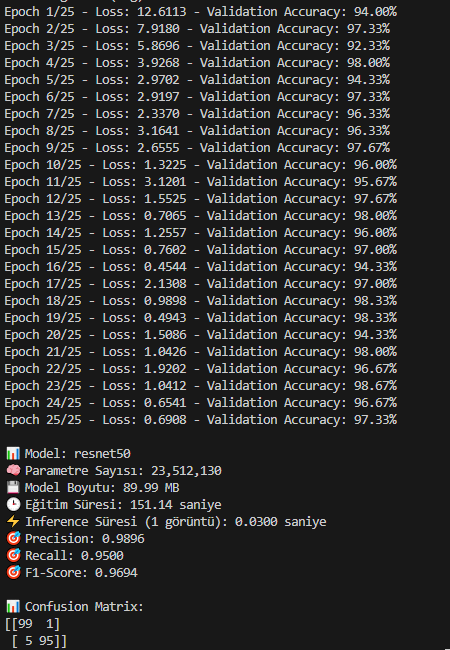 Epoch 1/25 - Loss: 12.6113 - Validation Accuracy: 94.00%
Epoch 2/25 - Loss: 7.9180 - Validation Accuracy: 97.33%
Epoch 3/25 - Loss: 5.8696 - Validation Accuracy: 92.33%
Epoch 4/25 - Loss: 3.9268 - Validation Accuracy: 98.00%
Epoch 5/25 - Loss: 2.9702 - Validation Accuracy: 94.33%
Epoch 6/25 - Loss: 2.9197 - Validation Accuracy: 97.33%
Epoch 7/25 - Loss: 2.3370 - Validation Accuracy: 96.33%
Epoch 8/25 - Loss: 3.1641 - Validation Accuracy: 96.33%
Epoch 9/25 - Loss: 2.6555 - Validation Accuracy: 97.67%
Epoch 10/25 - Loss: 1.3225 - Validation Accuracy: 96.00%
Epoch 11/25 - Loss: 3.1201 - Validation Accuracy: 95.67%
Epoch 12/25 - Loss: 1.5525 - Validation Accuracy: 97.67%
Epoch 13/25 - Loss: 0.7065 - Validation Accuracy: 98.00%
Epoch 14/25 - Loss: 1.2557 - Validation Accuracy: 96.00%
Epoch 15/25 - Loss: 0.7602 - Validation Accuracy: 97.00%
Epoch 16/25 - Loss: 0.4544 - Validation Accuracy: 94.33%
Epoch 17/25 - Loss: 2.1308 - Validation Accuracy: 97.00%
Epoch 18/25 - Loss: 0.9898 - Validation Accuracy: 98.33%
Epoch 19/25 - Loss: 0.4943 - Validation Accuracy: 98.33%
Epoch 20/25 - Loss: 1.5086 - Validation Accuracy: 94.33%
Epoch 21/25 - Loss: 1.0426 - Validation Accuracy: 98.00%
Epoch 22/25 - Loss: 1.9202 - Validation Accuracy: 96.67%
Epoch 23/25 - Loss: 1.0412 - Validation Accuracy: 98.67%
Epoch 24/25 - Loss: 0.6541 - Validation Accuracy: 96.67%
Epoch 25/25 - Loss: 0.6908 - Validation Accuracy: 97.33%
📊 Model: resnet50
🧠 Parametre Sayısı: 23,512,130
💾 Model Boyutu: 89.99 MB
🕒 Eğitim Süresi: 151.14 saniye
⚡ Inference Süresi (1 görüntü): 0.0300 saniye
🎯 Precision: 0.9896
🎯 Recall: 0.9500
🎯 F1-Score: 0.9694
📊 Confusion Matrix:
[[99  1]
 [ 5 95]]